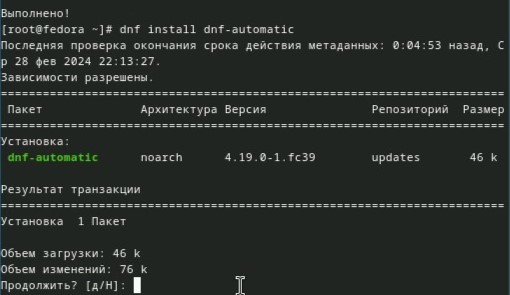 Выполнено!
[root@fedora ~]# dnf install dnf-automatic
Последняя проверка окончания срока действия метаданных: 0:04:53 назад, С
р 28 фев 2024 22:13:27.
Зависимости разрешены.
================================================================================
Пакет Архитектура Версия Репозиторий Размер
================================================================================
Установка:
dnf-automatic noarch 4.19.0-1.fc39 updates 46 k
Результат транзакции
================================================================================
Установка 1 Пакет
Объем загрузки: 46 k
Объем изменений: 76 k
Продолжить? [д/Н]: